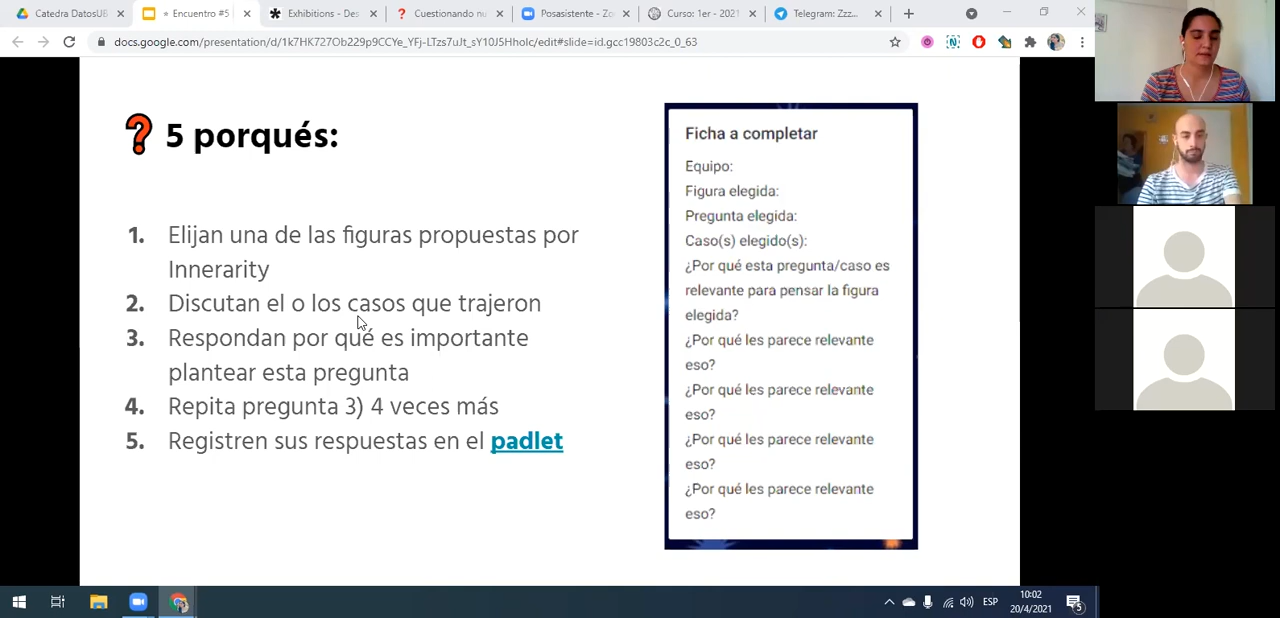 Catedra DatosUB
Encuentro #5
Exhibitions - Des
Cuestionando nu
Posasistente - Zo
Curso: 1er - 2021
Telegram: Zzz...
docs.google.com/presentation/d/1k7HK727Ob229p9CCYe_YFj-LTzs7uJt_sY10J5Hholc/edit#slide=id.gcc19803c2c_0_63
5 porqués:
1. Elijan una de las figuras propuestas por
Innerarity
2. Discutan el o los casos que trajeron
3. Respondan por qué es importante
plantear esta pregunta
4. Repita pregunta 3) 4 veces más
5. Registren sus respuestas en el padlet
Ficha a completar
Equipo:
Figura elegida:
Pregunta elegida:
Caso(s) elegido(s):
¿Por qué esta pregunta/caso es
relevante para pensar la figura
elegida?
¿Por qué les parece relevante
eso?
¿Por qué les parece relevante
eso?
¿Por qué les parece relevante
eso?
¿Por qué les parece relevante
eso?
ESP
10:02
20/4/2021
5